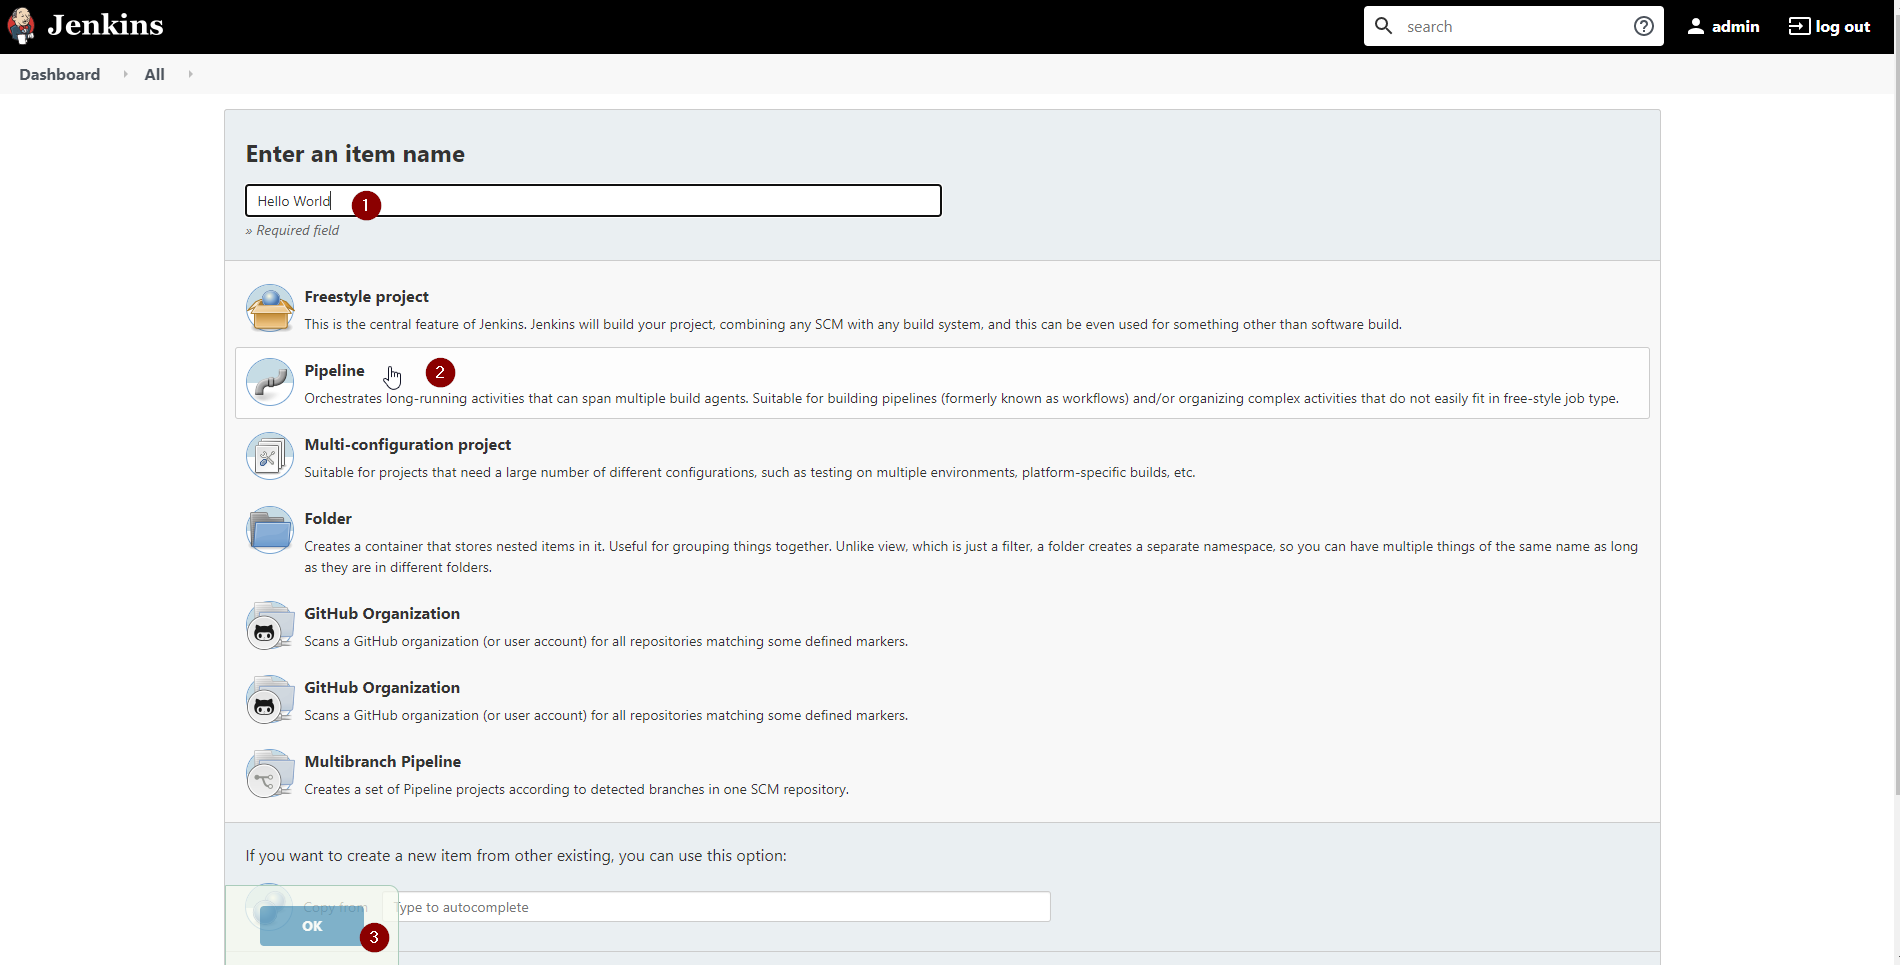 Jenkins
search
admin
log out
Dashboard
All
Enter an item name
Hello World
1
» Required field
Freestyle project
This is the central feature of Jenkins. Jenkins will build your project, combining any SCM with any build system, and this can be even used for something other than software build.
Pipeline
2
Orchestrates long-running activities that can span multiple build agents. Suitable for building pipelines (formerly known as workflows) and/or organizing complex activities that do not easily fit in free-style job type.
Multi-configuration project
Suitable for projects that need a large number of different configurations, such as testing on multiple environments, platform-specific builds, etc.
Folder
Creates a container that stores nested items in it. Useful for grouping things together. Unlike view, which is just a filter, a folder creates a separate namespace, so you can have multiple things of the same name as long
as they are in different folders.
GitHub Organization
Scans a GitHub organization (or user account) for all repositories matching some defined markers.
GitHub Organization
Scans a GitHub organization (or user account) for all repositories matching some defined markers.
Multibranch Pipeline
Creates a set of Pipeline projects according to detected branches in one SCM repository.
If you want to create a new item from other existing, you can use this option:
Copy from
Type to autocomplete
OK
3